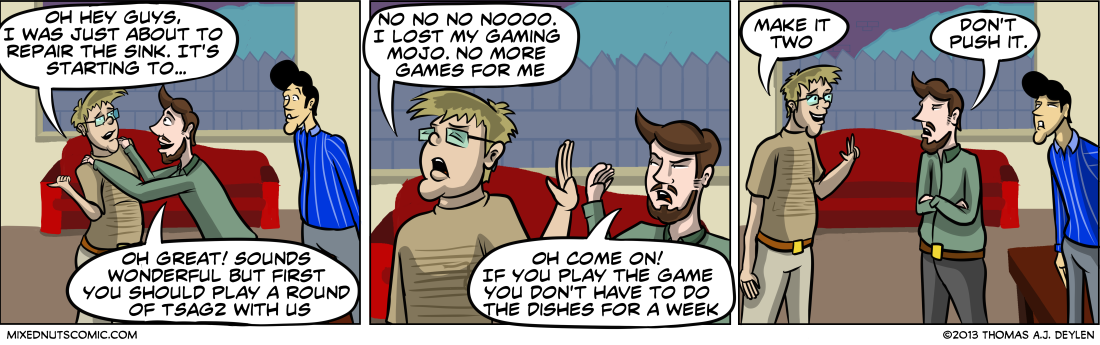 OH HEY GUYS,
I WAS JUST ABOUT TO
REPAIR THE SINK. IT'S
STARTING TO...
OH GREAT! SOUNDS
WONDERFUL BUT FIRST
YOU SHOULD PLAY A ROUND
OF TSAG2 WITH US
NO NO NO NOOOO.
I LOST MY GAMING
MOJO. NO MORE
GAMES FOR ME
OH COME ON!
IF YOU PLAY THE GAME
YOU DON'T HAVE TO DO
THE DISHES FOR A WEEK
MAKE IT
TWO
DON'T
PUSH IT.
MIXEDNUTSCOMIC.COM
©2013 THOMAS A.J. DEYLEN